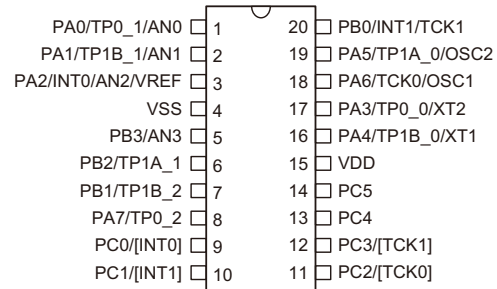 PA0/TP0_1/AN0 1 20 PB0/INT1/TCK1
PA1/TP1B_1/AN1 2 19 PA5/TP1A_0/OSC2
PA2/INT0/AN2/VREF 3 18 PA6/TCK0/OSC1
VSS 4 17 PA3/TP0_0/XT2
PB3/AN3 5 16 PA4/TP1B_0/XT1
PB2/TP1A_1 6 15 VDD
PB1/TP1B_2 7 14 PC5
PA7/TP0_2 8 13 PC4
PC0/[INT0] 9 12 PC3/[TCK1]
PC1/[INT1] 10 11 PC2/[TCK0]